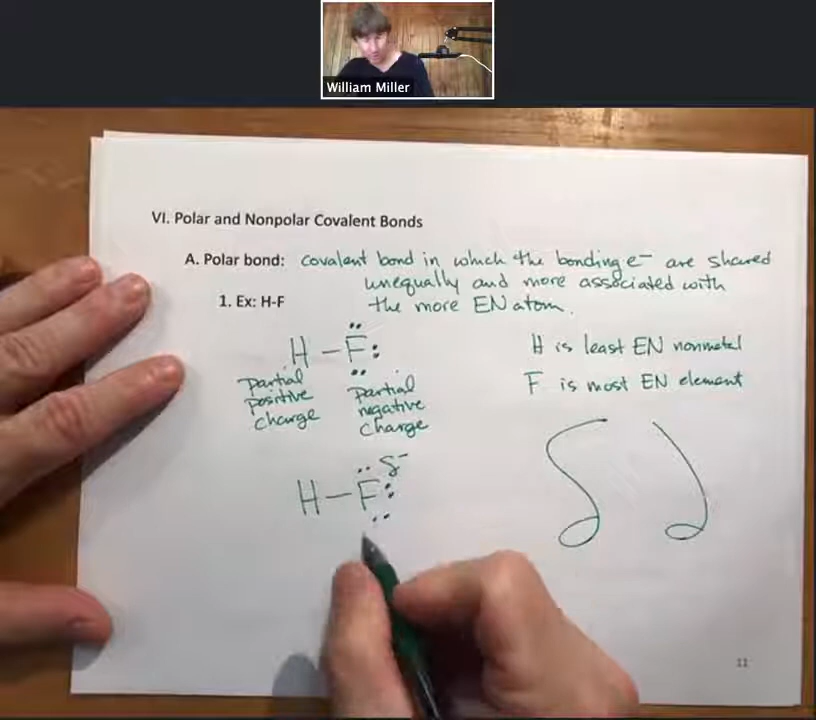 William Miller
VI. Polar and Nonpolar Covalent Bonds
A. Polar bond: covalent bond in which the bonding e⁻ are shared
unequally and more associated with
1. Ex: H-F the more EN atom.
H – F
H is least EN nonmetal
Partial positive charge
Partial negative charge
F is most EN element
δ⁻
H – F
δ
11